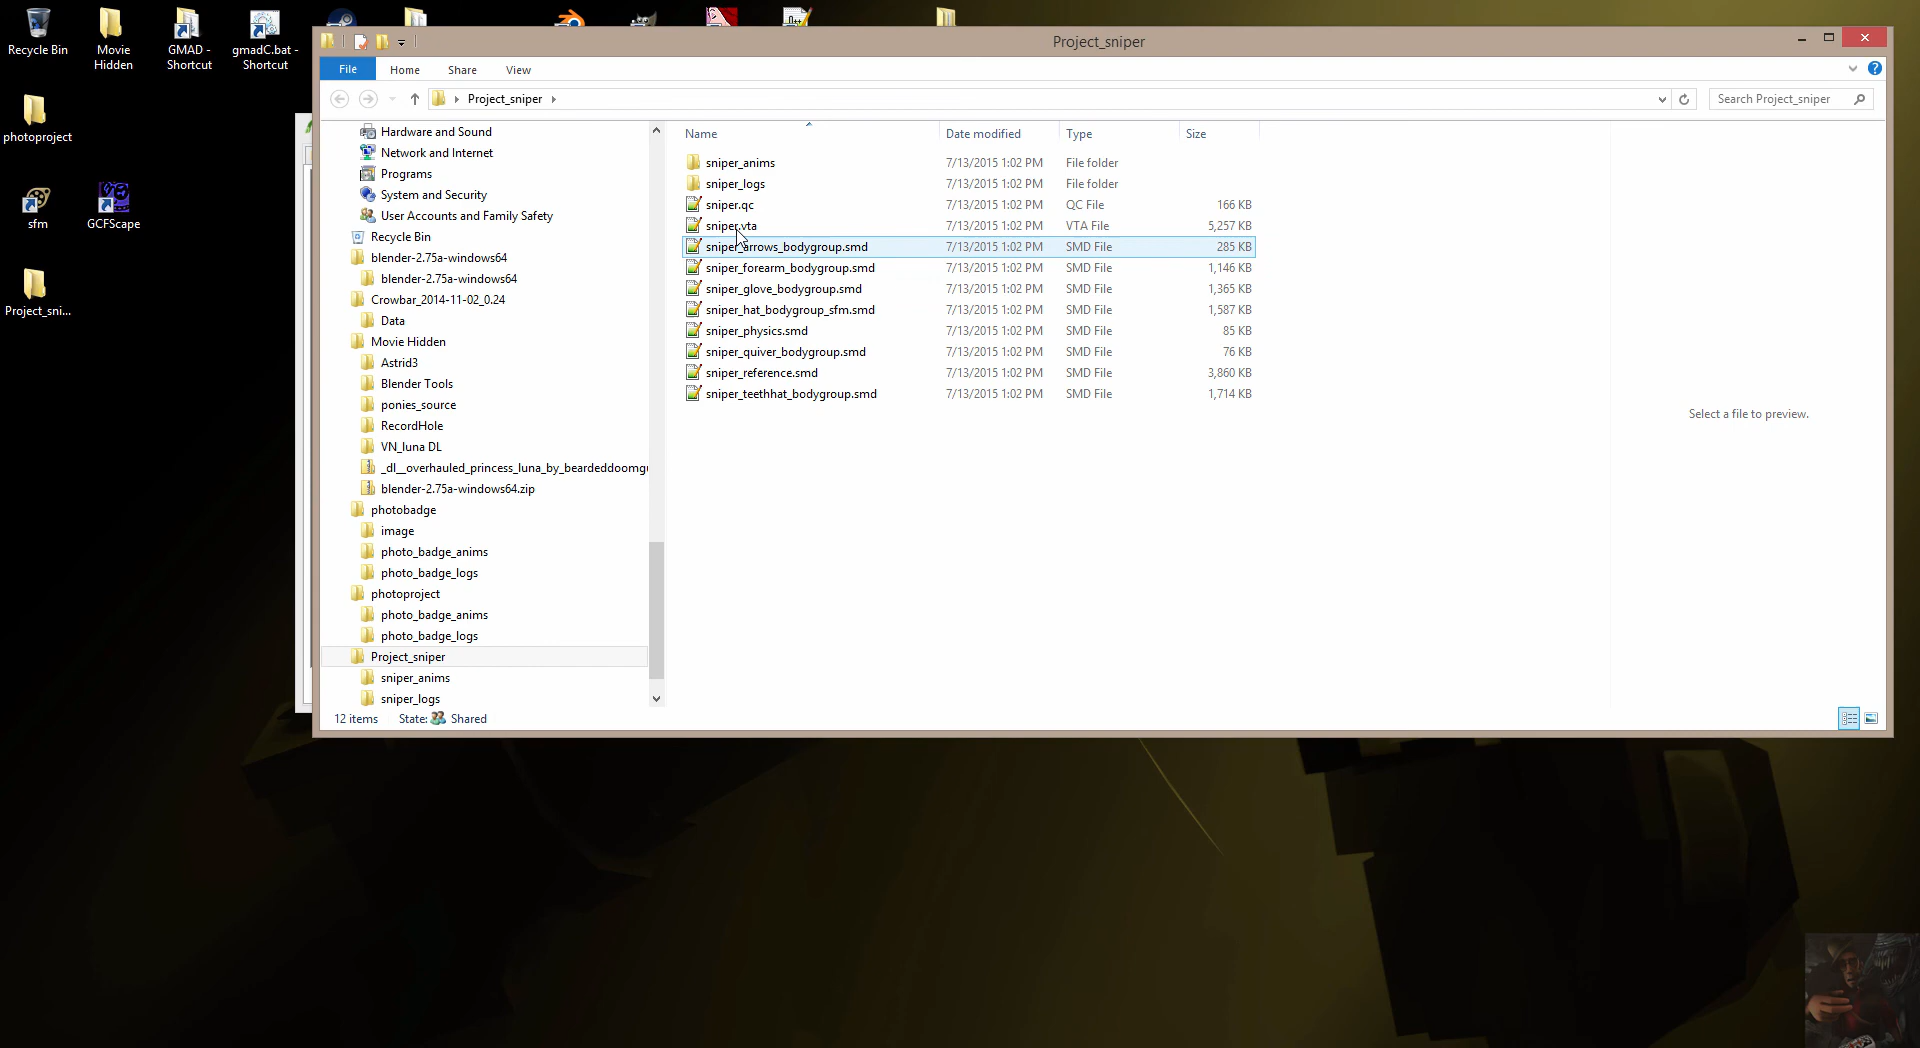 Recycle Bin
Movie
Hidden
GMAD -
Shortcut
gmadC.bat -
Shortcut
photoproject
sfm
GCFScape
Project_sni...
Project_sniper
File
Home
Share
View
Project_sniper
Search Project_sniper
Hardware and Sound
Network and Internet
Programs
System and Security
User Accounts and Family Safety
Recycle Bin
blender-2.75a-windows64
blender-2.75a-windows64
Crowbar_2014-11-02_0.24
Data
Movie Hidden
Astrid3
Blender Tools
ponies_source
RecordHole
VN_luna DL
_dl__overhauled_princess_luna_by_beardeddoomg
blender-2.75a-windows64.zip
photobadge
image
photo_badge_anims
photo_badge_logs
photoproject
photo_badge_anims
photo_badge_logs
Project_sniper
sniper_anims
sniper_logs
Name Date modified Type Size
sniper_anims 7/13/2015 1:02 PM File folder
sniper_logs 7/13/2015 1:02 PM File folder
sniper.qc 7/13/2015 1:02 PM QC File 166 KB
sniper.vta 7/13/2015 1:02 PM VTA File 5,257 KB
sniper_arrows_bodygroup.smd 7/13/2015 1:02 PM SMD File 285 KB
sniper_forearm_bodygroup.smd 7/13/2015 1:02 PM SMD File 1,146 KB
sniper_glove_bodygroup.smd 7/13/2015 1:02 PM SMD File 1,365 KB
sniper_hat_bodygroup_sfm.smd 7/13/2015 1:02 PM SMD File 1,587 KB
sniper_physics.smd 7/13/2015 1:02 PM SMD File 85 KB
sniper_quiver_bodygroup.smd 7/13/2015 1:02 PM SMD File 76 KB
sniper_reference.smd 7/13/2015 1:02 PM SMD File 3,860 KB
sniper_teethhat_bodygroup.smd 7/13/2015 1:02 PM SMD File 1,714 KB
Select a file to preview.
12 items State: Shared